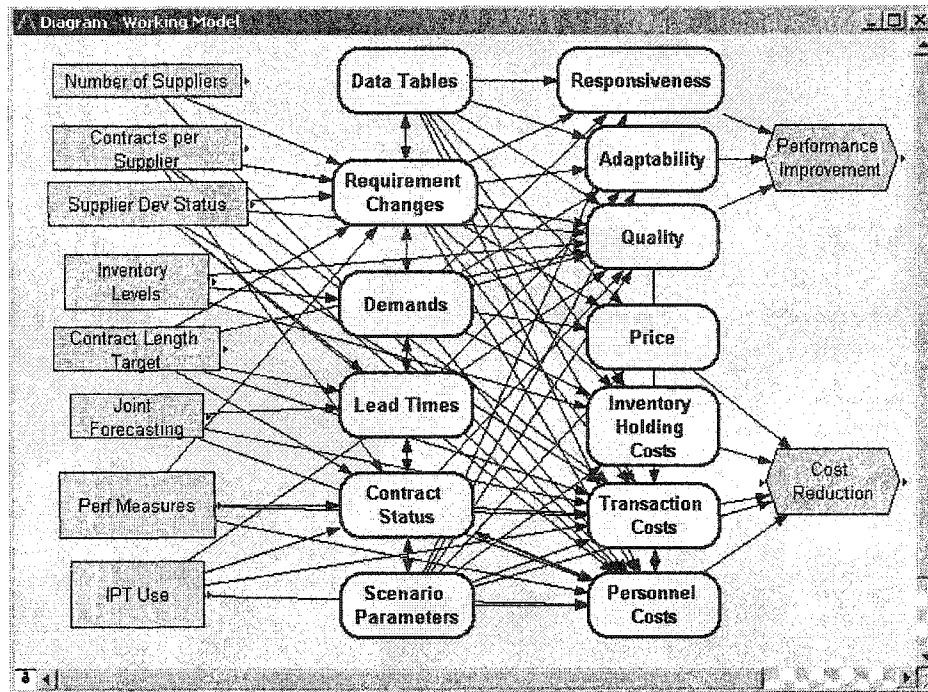 Diagram - Working Model
Number of Suppliers
Contracts per
Supplier
Supplier Dev Status
Inventory
Levels
Contract Length
Target
Joint
Forecasting
Perf Measures
IPT Use
Data Tables
Requirement
Changes
Demands
Lead TImes
Contract
Status
Scenario
Parameters
Responsiveness
Adaptability
Quality
Price
Inventory
Holding
Costs
Transaction
Costs
Personnel
Costs
Performance
Improvement
Cost
Reduction